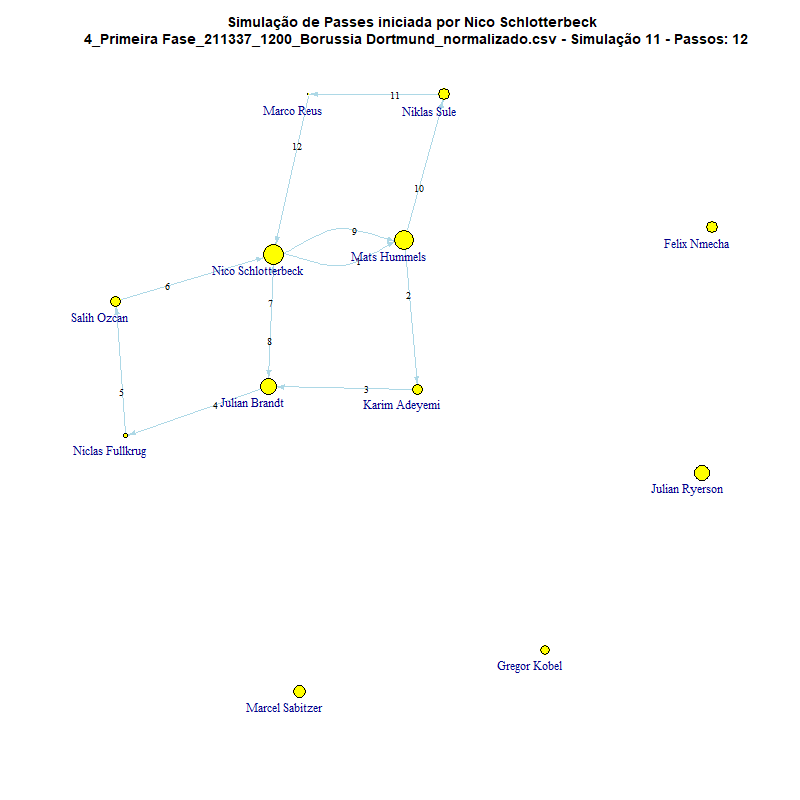 Simulação de Passes iniciada por Nico Schlotterbeck
4_Primeira Fase_211337_1200_Borussia Dortmund_normalizado.csv - Simulação 11 - Passos: 12
11
Marco Reus
Niklas Sule
12
10
9
Felix Nmecha
Nico Schlotterbeck
Mats Hummels
1
6
2
7
Salih Ozcan
8
5
3
4
Julian Brandt
Karim Adeyemi
Niclas Fullkrug
Julian Ryerson
Gregor Kobel
Marcel Sabitzer